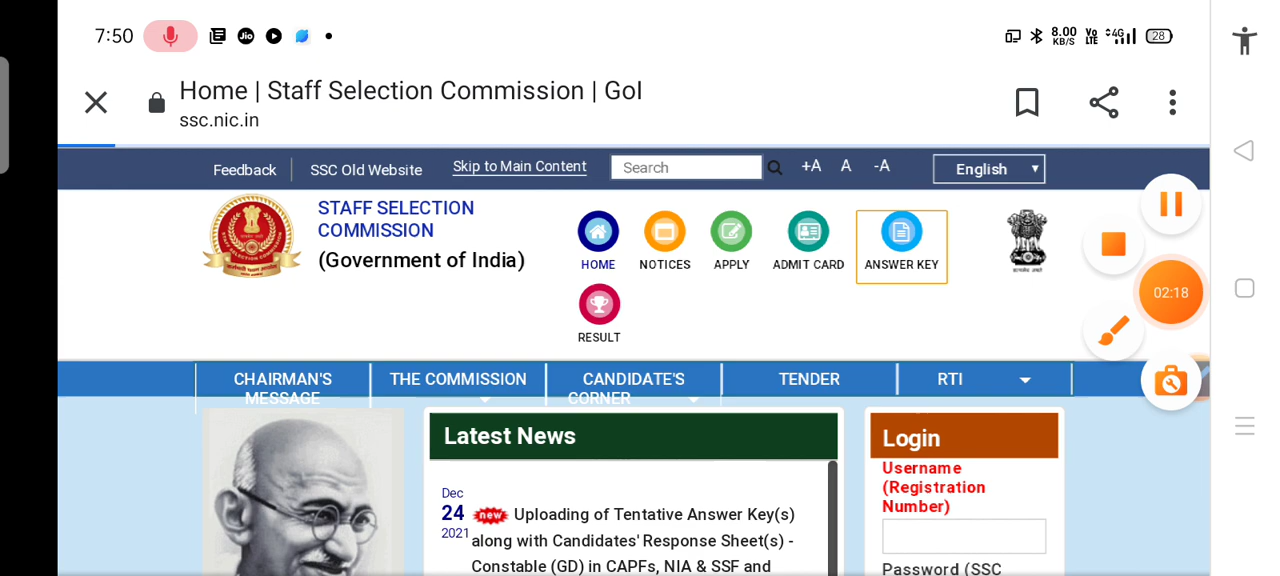 7:50
Jio
8.00 KB/S
Vo LTE
4G
28
Home | Staff Selection Commission | GoI
ssc.nic.in
Feedback
SSC Old Website
Skip to Main Content
Search
+A A -A
English
STAFF SELECTION
COMMISSION
(Government of India)
HOME
NOTICES
APPLY
ADMIT CARD
ANSWER KEY
RESULT
02:18
CHAIRMAN'S
MESSAGE
THE COMMISSION
CANDIDATE'S
CORNER
TENDER
RTI
Latest News
Dec
24
2021
new Uploading of Tentative Answer Key(s)
along with Candidates' Response Sheet(s) -
Constable (GD) in CAPFs, NIA & SSF and
Login
Username
(Registration
Number)
Password (SSC